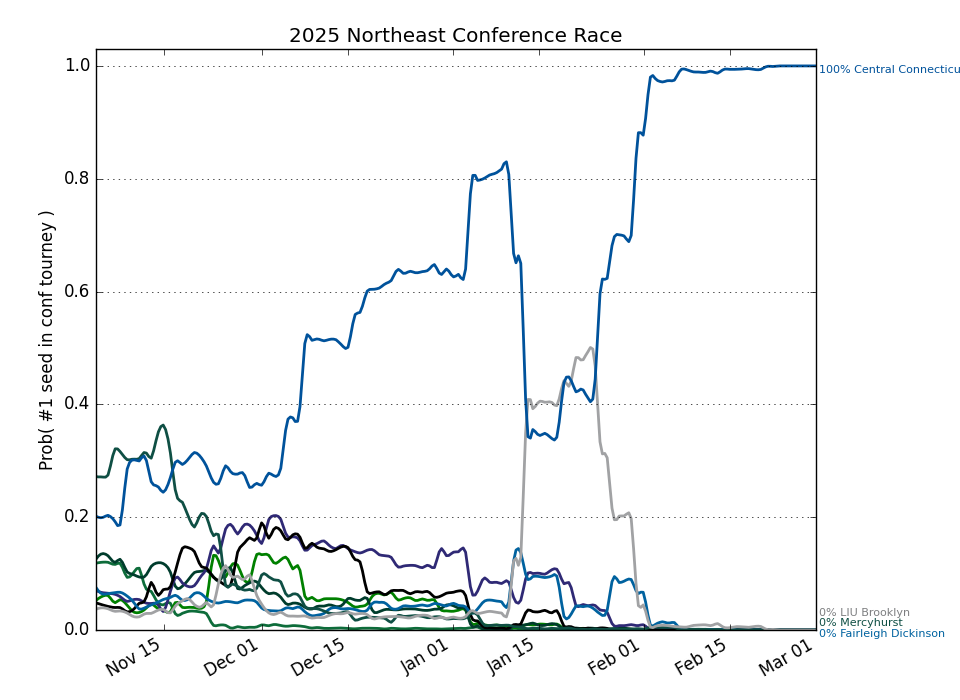 2025 Northeast Conference Race
Prob( #1 seed in conf tourney )
1.0
0.8
0.6
0.4
0.2
0.0
Nov 15
Dec 01
Dec 15
Jan 01
Jan 15
Feb 01
Feb 15
Mar 01
100% Central Connecticu
0% LIU Brooklyn
0% Mercyhurst
0% Fairleigh Dickinson